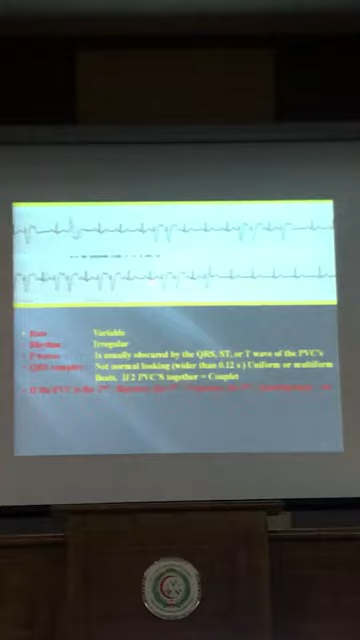 Rate: Variable
Rhythm: Irregular
P waves: Is usually obscured by the QRS, ST, or T wave of the PVC's
QRS complex: Not normal looking (wider than 0.12 s) Uniform or multiform
Beats, If 2 PVC'S together = Couplet
If the PVC is the 2